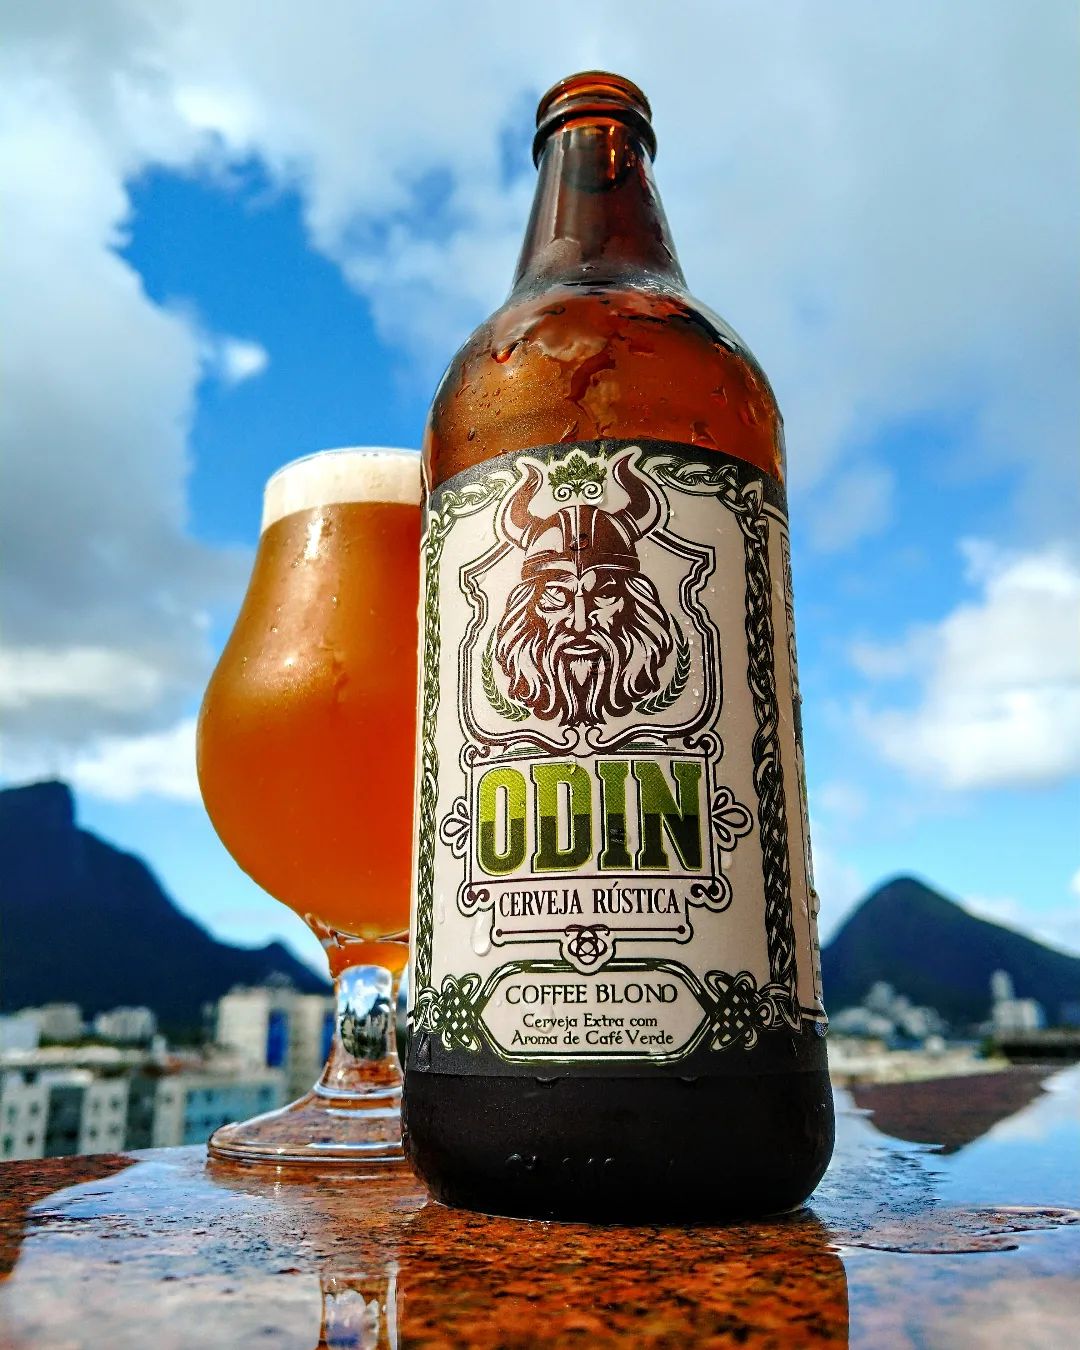 ODIN
CERVEJA RÚSTICA
COFFEE BLOND
Cerveja Extra com
Aroma de Café Verde